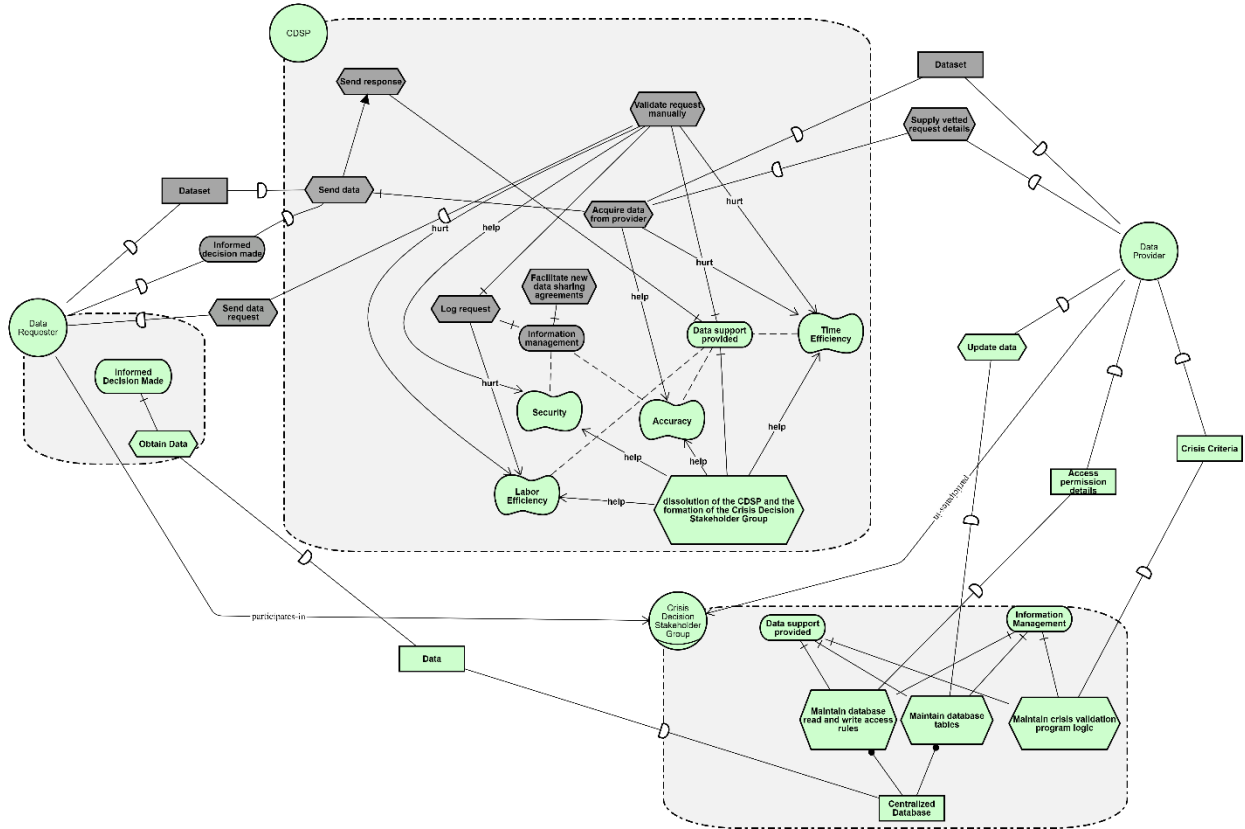 CDSP
Send response
Validate request
manually
Dataset
Supply vetted
request details
Dataset
Send data
Acquire data
from provider
Informed
decision made
hurt
help
hurt
Data
Provider
hurt
Facilitate new
data sharing
agreements
help
Send data
request
Log request
Data
Requester
Information
management
Data support
provided
Time
Efficiency
Update data
Informed
Decision Made
hurt
Security
Accuracy
help
Obtain Data
help
help
Crisis Criteria
Access
permission
details
participates-in
Labor
Efficiency
help
dissolution of the CDSP and the
formation of the Crisis Decision
Stakeholder Group
participates-in
Crisis
Decision
Stakeholder
Group
Data support
provided
Information
Management
Data
Maintain database
read and write access
rules
Maintain database
tables
Maintain crisis validation
program logic
Centralized
Database